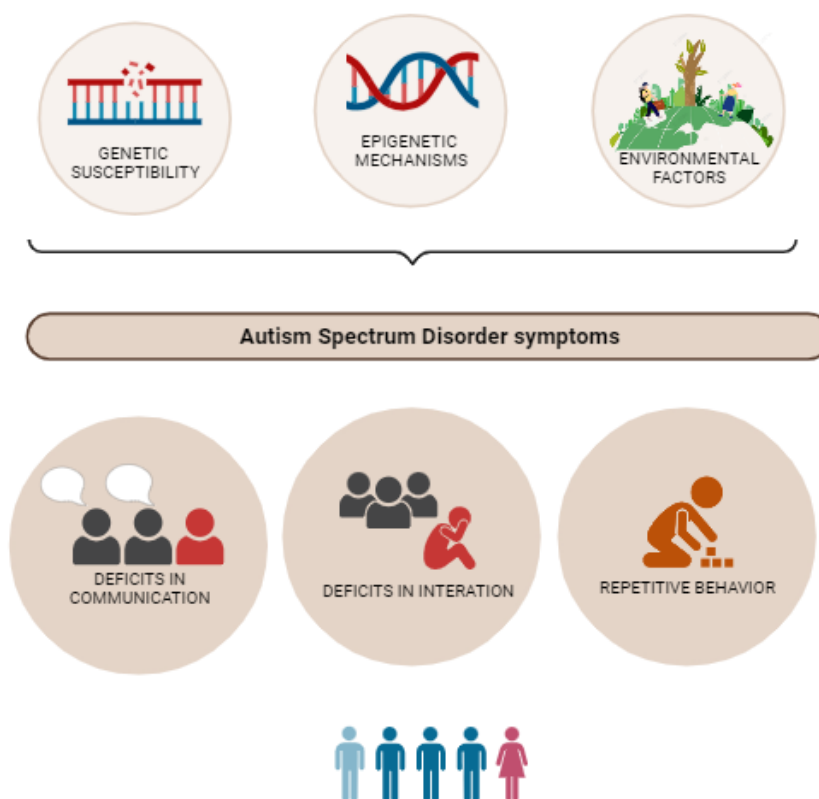 GENETIC
SUSCEPTIBILITY
EPIGENETIC
MECHANISMS
ENVIRONMENTAL
FACTORS
Autism Spectrum Disorder symptoms
DEFICITS IN
COMMUNICATION
DEFICITS IN INTERATION
REPETITIVE BEHAVIOR